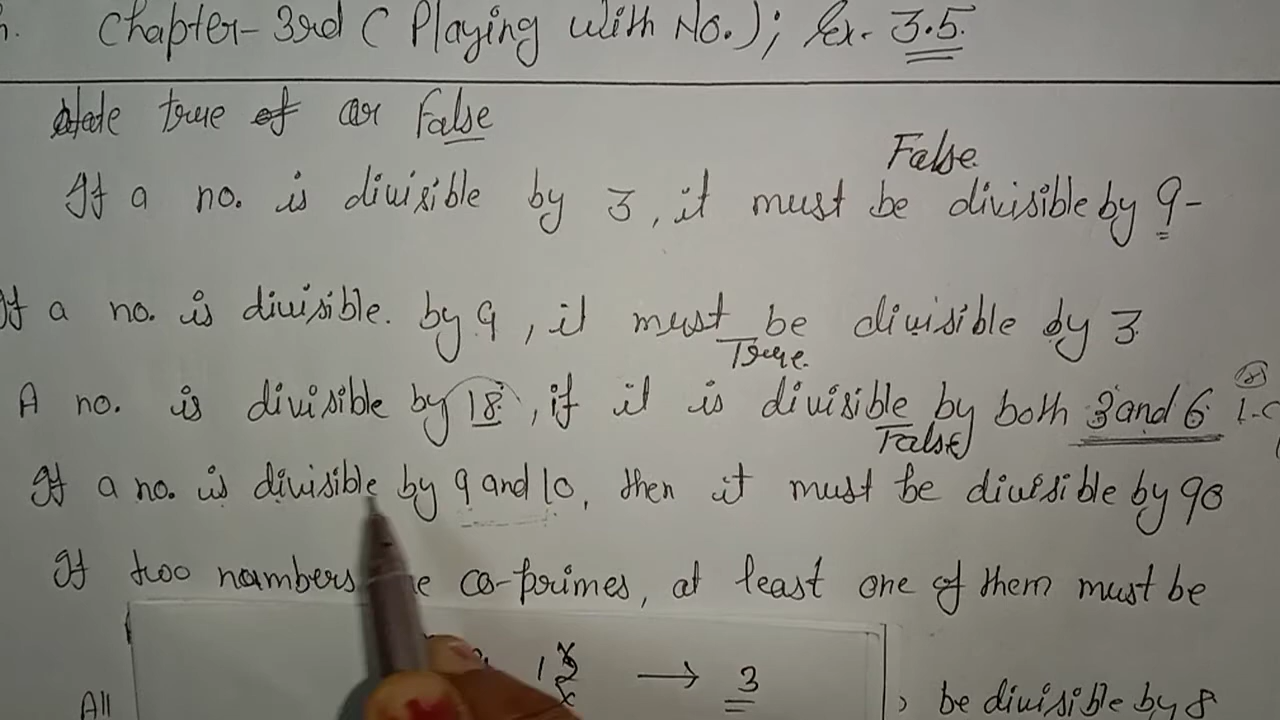 Chapter-3rd ( Playing with No.); Ex- 3.5
State true of or False
False.
If a no. is divisible by 3, it must be divisible by 9-
If a no. is divisible. by 9, it must be divisible by 3
True.
A no. is divisible by 18, if it is divisible by both 3 and 6
False
If a no. is divisible by 9 and 10, then it must be divisible by 90
If two numbers co-primes, at least one of them must be
→ 3
All be divisible by 8